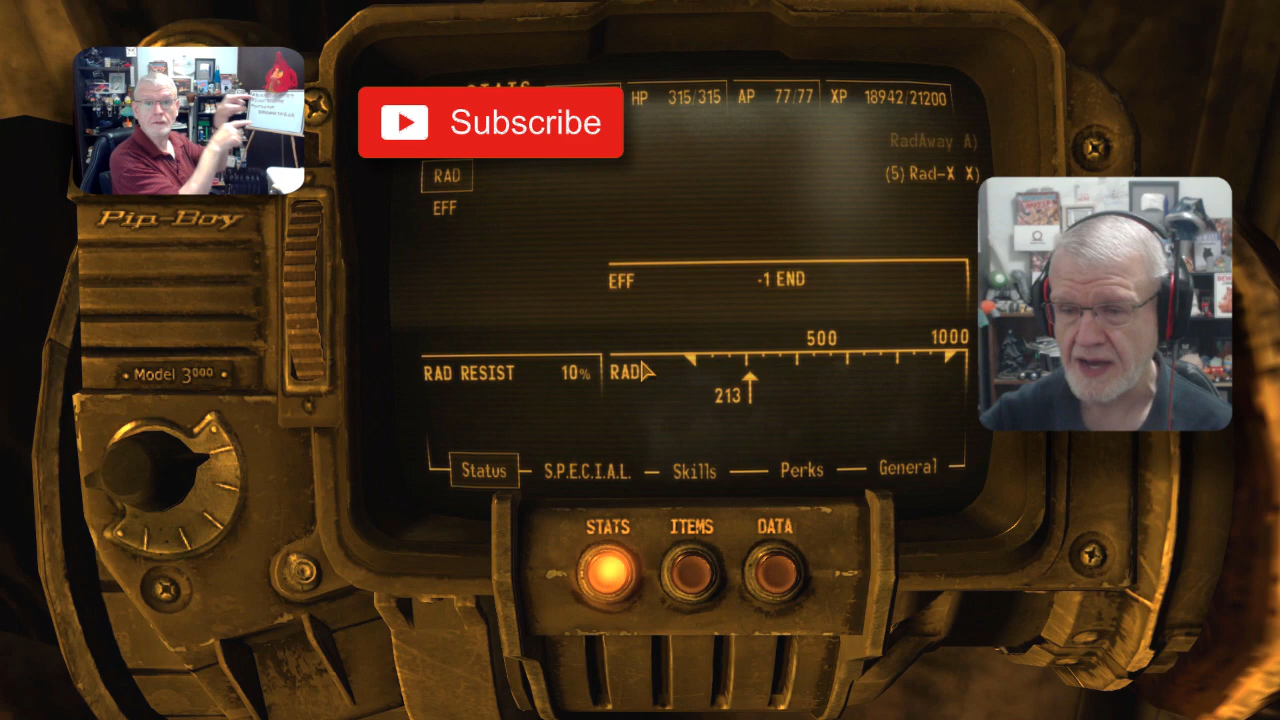 STATS
HP 315/315
AP 77/77
XP 18942/21200
Subscribe
RadAway A)
(5) Rad-X X)
RAD
EFF
Pip-Boy
EFF -1 END
500 1000
RAD RESIST 10%
RAD
213
Model 3000
Status
S.P.E.C.I.A.L.
Skills
Perks
General
STATS
ITEMS
DATA